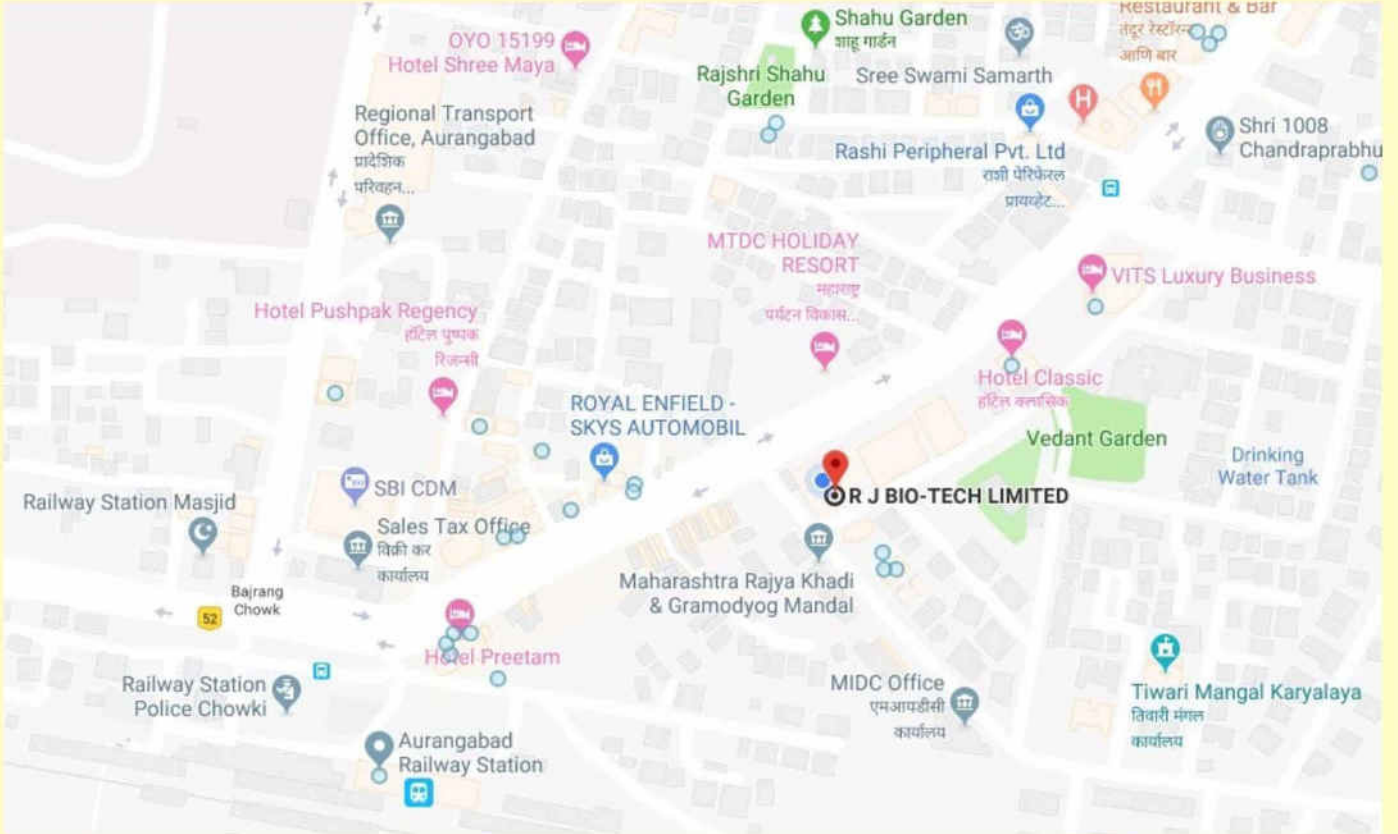 Restaurant & Bar
तंदूर रेस्टॉरन्ट
आणि बार
Shahu Garden
शाहू गार्डन
OYO 15199
Hotel Shree Maya
Rajshri Shahu
Garden
Sree Swami Samarth
Regional Transport
Office, Aurangabad
प्रादेशिक
परिवहन...
H
Shri 1008
Chandraprabhu
Rashi Peripheral Pvt. Ltd
राशी पेरिफेरल
प्रायव्हेट...
MTDC HOLIDAY
RESORT
महाराष्ट्र
पर्यटन विकास...
VITS Luxury Business
Hotel Pushpak Regency
हॉटेल पुष्पक
रिजन्सी
Hotel Classic
हॉटेल क्लासिक
ROYAL ENFIELD -
SKYS AUTOMOBIL
Vedant Garden
Drinking
Water Tank
SBI CDM
R J BIO-TECH LIMITED
Railway Station Masjid
Sales Tax Office
विक्री कर
कार्यालय
Maharashtra Rajya Khadi
& Gramodyog Mandal
Bajrang
Chowk
52
Hotel Preetam
Railway Station
Police Chowki
MIDC Office
एमआयडीसी
कार्यालय
Tiwari Mangal Karyalaya
तिवारी मंगल
कार्यालय
Aurangabad
Railway Station